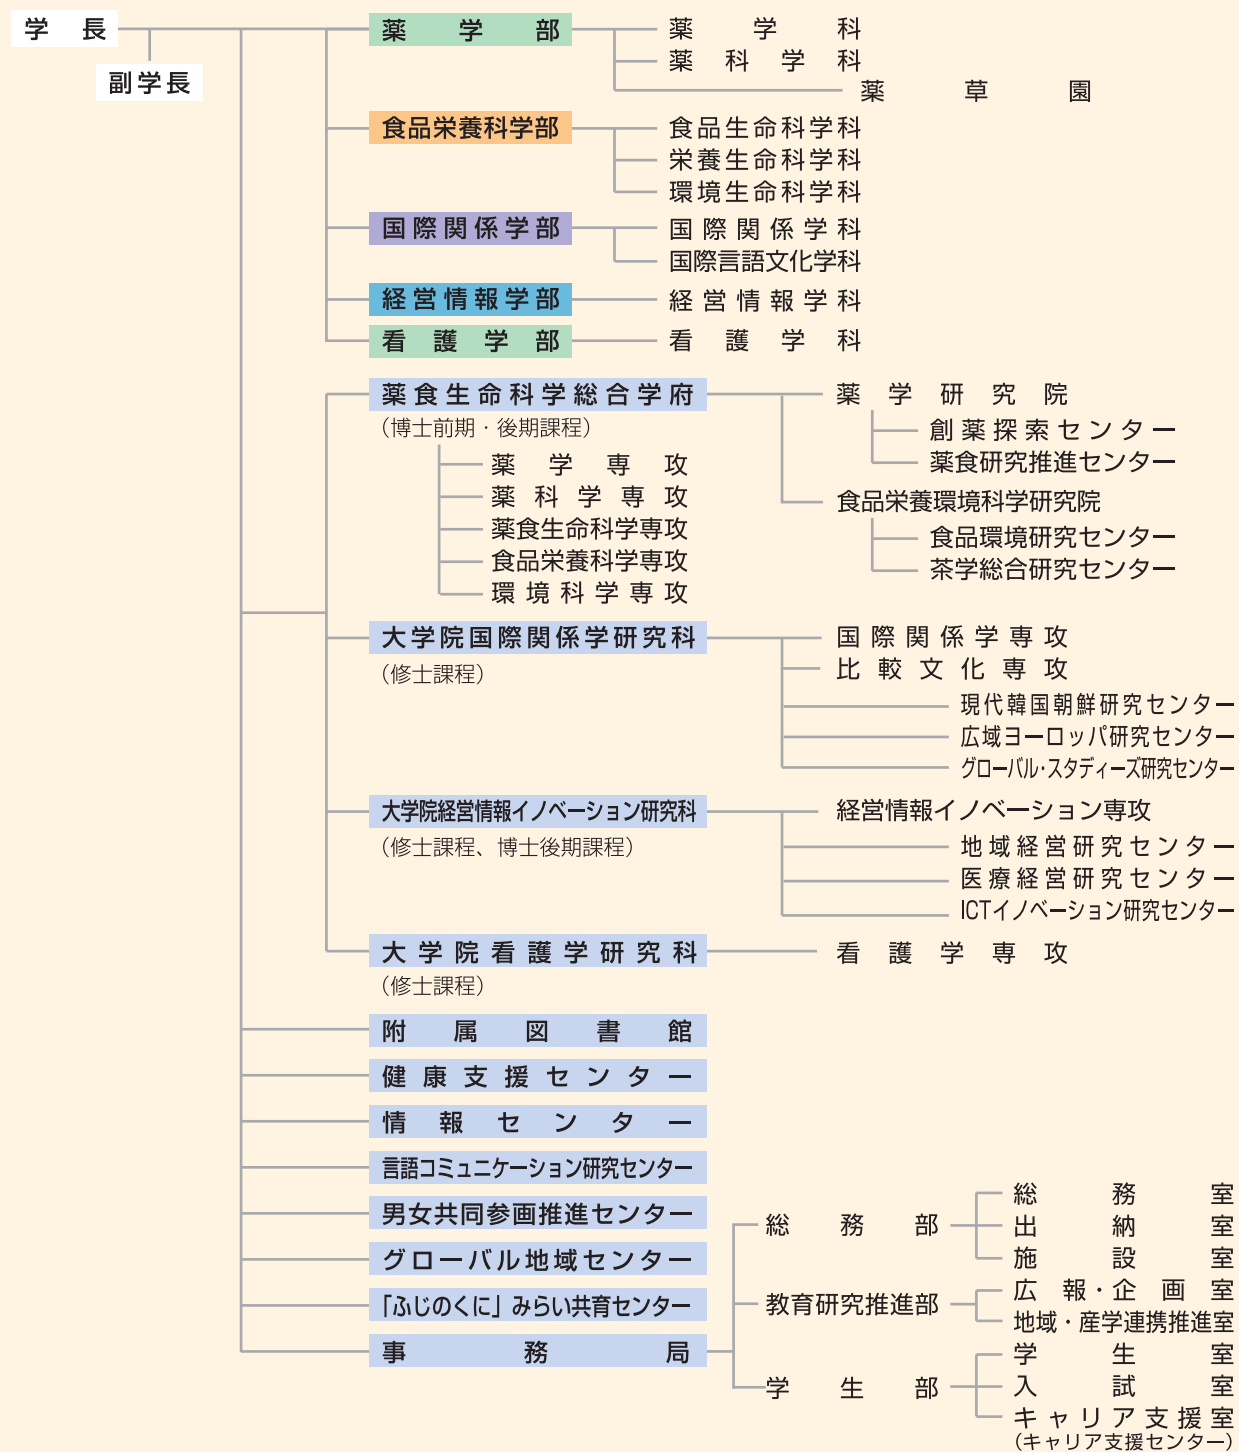 学長
副学長
薬学部
薬学科
薬科学科
薬草園
食品栄養科学部
食品生命科学科
栄養生命科学科
環境生命科学科
国際関係学部
国際関係学科
国際言語文化学科
経営情報学部
経営情報学科
看護学部
看護学科
薬食生命科学総合学府
(博士前期・後期課程)
薬学専攻
薬科学専攻
薬食生命科学専攻
食品栄養科学専攻
環境科学専攻
薬学研究院
創薬探索センター
薬食研究推進センター
食品栄養環境科学研究院
食品環境研究センター
茶学総合研究センター
大学院国際関係学研究科
(修士課程)
国際関係学専攻
比較文化専攻
現代韓国朝鮮研究センター
広域ヨーロッパ研究センター
グローバル・スタディーズ研究センター
大学院経営情報イノベーション研究科
(修士課程、博士後期課程)
経営情報イノベーション専攻
地域経営研究センター
医療経営研究センター
ICTイノベーション研究センター
大学院看護学研究科
(修士課程)
看護学専攻
附属図書館
健康支援センター
情報センター
言語コミュニケーション研究センター
男女共同参画推進センター
グローバル地域センター
「ふじのくに」みらい共育センター
事務局
総務部
総務室
出納室
施設室
教育研究推進部
広報・企画室
地域・産学連携推進室
学生部
学生室
入試室
キャリア支援室
(キャリア支援センター)